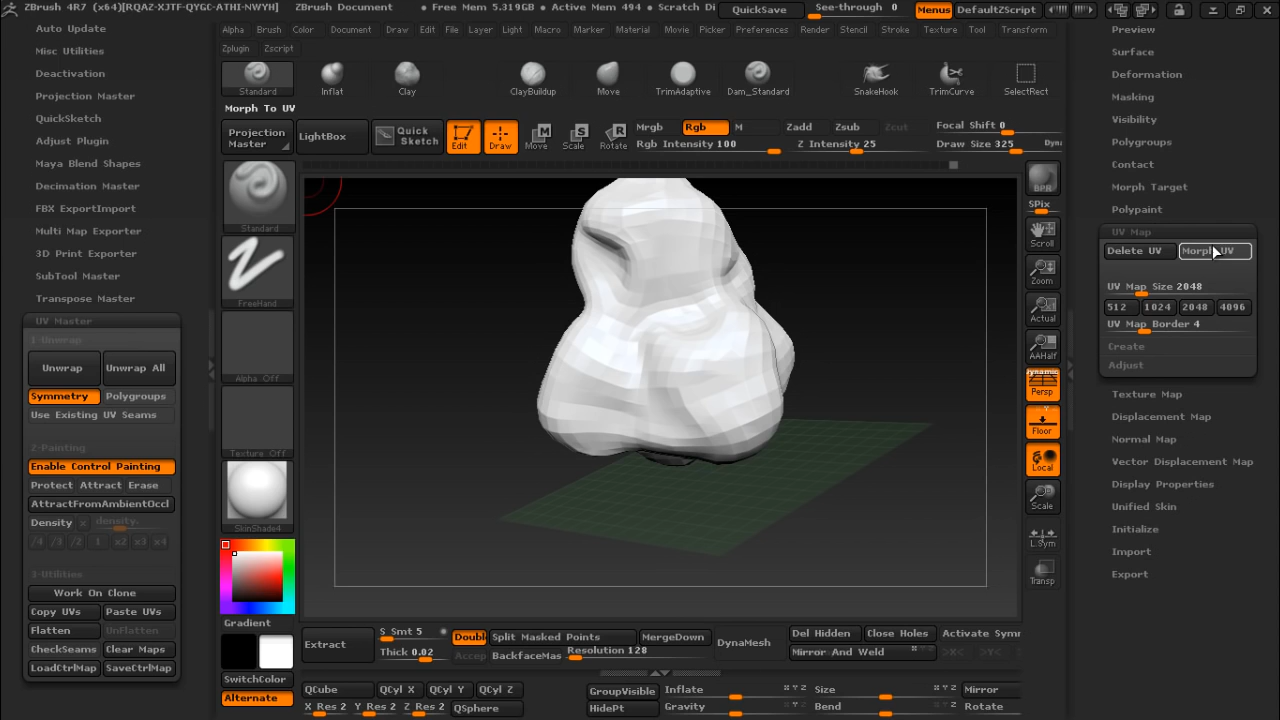 ZBrush 4R7 (x64)[RQAZ-XJTF-QYGC-ATHI-NWYH] ZBrush Document • Free Mem 5.319GB • Active Mem 494 • Scratch Di QuickSave See-through 0 Menus DefaultZScript
Alpha Brush Color Document Draw Edit File Layer Light Macro Marker Material Movie Picker Preferences Render Stencil Stroke Texture Tool Transform
Zplugin Zscript
Standard Inflat Clay ClayBuildup Move TrimAdaptive Dam_Standard SnakeHook TrimCurve SelectRect
Morph To UV
Projection Master
LightBox
Quick Sketch
Edit Draw Move Scale Rotate
Mrgb Rgb M Zadd Zsub Zcut
Rgb Intensity 100 Z Intensity 25
Focal Shift 0
Draw Size 325 Dyna
Auto Update
Misc Utilities
Deactivation
Projection Master
QuickSketch
Adjust Plugin
Maya Blend Shapes
Decimation Master
FBX ExportImport
Multi Map Exporter
3D Print Exporter
SubTool Master
Transpose Master
UV Master
1-Unwrap
Unwrap Unwrap All
Symmetry Polygroups
Use Existing UV Seams
2-Painting
Enable Control Painting
Protect Attract Erase
AttractFromAmbientOccl
Density x density.
/4 /3 /2 1 x2 x3 x4
3-Utilities
Work On Clone
Copy UVs Paste UVs
Flatten UnFlatten
CheckSeams Clear Maps
LoadCtrlMap SaveCtrlMap
Standard
FreeHand
Alpha Off
Texture Off
SkinShade4
Gradient
SwitchColor
Alternate
BPR
SPix
Scroll
Zoom
Actual
AAHalf
Dynamic
Persp
Floor
Local
Scale
L.Sym
Transp
Preview
Surface
Deformation
Masking
Visibility
Polygroups
Contact
Morph Target
Polypaint
UV Map
Delete UV Morph UV
UV Map Size 2048
512 1024 2048 4096
UV Map Border 4
Create
Adjust
Texture Map
Displacement Map
Normal Map
Vector Displacement Map
Display Properties
Unified Skin
Initialize
Import
Export
Extract
S Smt 5 Doubl Split Masked Points MergeDown DynaMesh Del Hidden Close Holes Activate Symm
Thick 0.02 Accep BackfaceMas Resolution 128 Mirror And Weld >X< >Y< >
QCube QCyl X QCyl Y QCyl Z GroupVisible Inflate X Y Z Size X Y Z Mirror
X Res 2 Y Res 2 Z Res 2 QSphere HidePt Gravity Bend Rotate